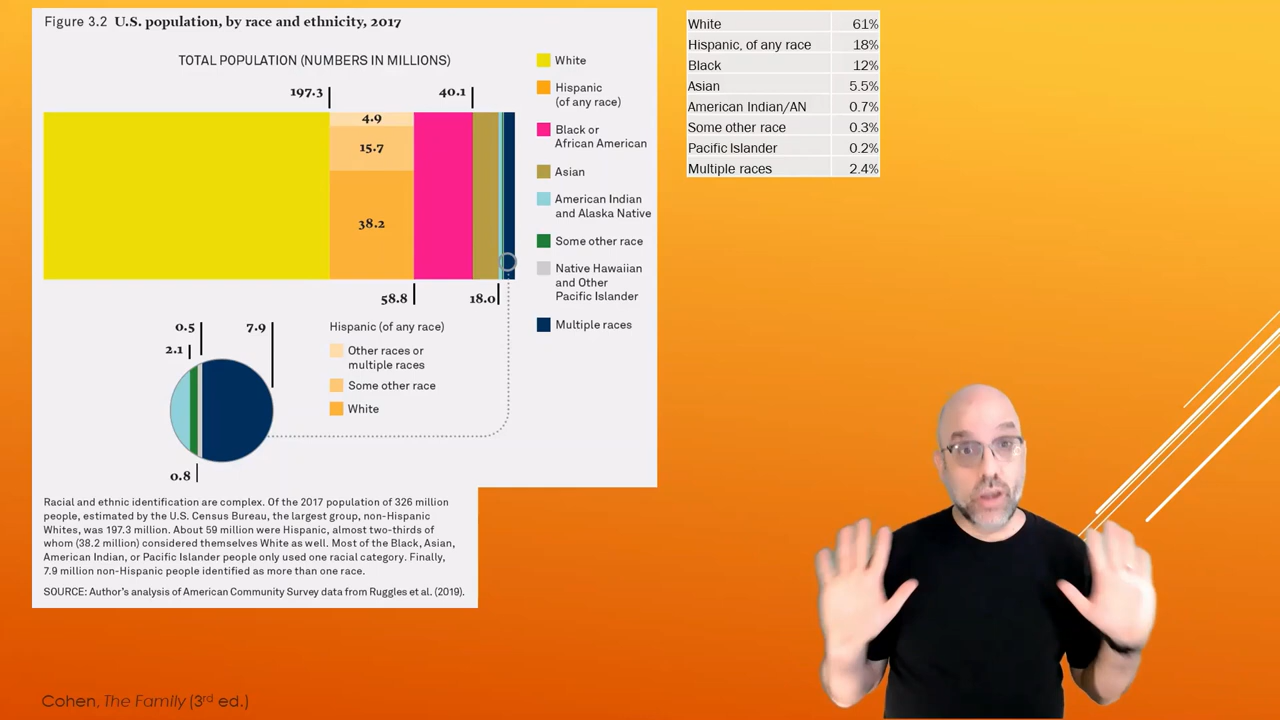 Figure 3.2 U.S. population, by race and ethnicity, 2017
TOTAL POPULATION (NUMBERS IN MILLIONS)
197.3
40.1
4.9
15.7
38.2
58.8
18.0
White
Hispanic
(of any race)
Black or
African American
Asian
American Indian
and Alaska Native
Some other race
Native Hawaiian
and Other
Pacific Islander
Multiple races
0.5
7.9
2.1
0.8
Hispanic (of any race)
Other races or
multiple races
Some other race
White
Racial and ethnic identification are complex. Of the 2017 population of 326 million
people, estimated by the U.S. Census Bureau, the largest group, non-Hispanic
Whites, was 197.3 million. About 59 million were Hispanic, almost two-thirds of
whom (38.2 million) considered themselves White as well. Most of the Black, Asian,
American Indian, or Pacific Islander people only used one racial category. Finally,
7.9 million non-Hispanic people identified as more than one race.
SOURCE: Author's analysis of American Community Survey data from Ruggles et al. (2019).
White 61%
Hispanic, of any race 18%
Black 12%
Asian 5.5%
American Indian/AN 0.7%
Some other race 0.3%
Pacific Islander 0.2%
Multiple races 2.4%
Cohen, The Family (3rd ed.)